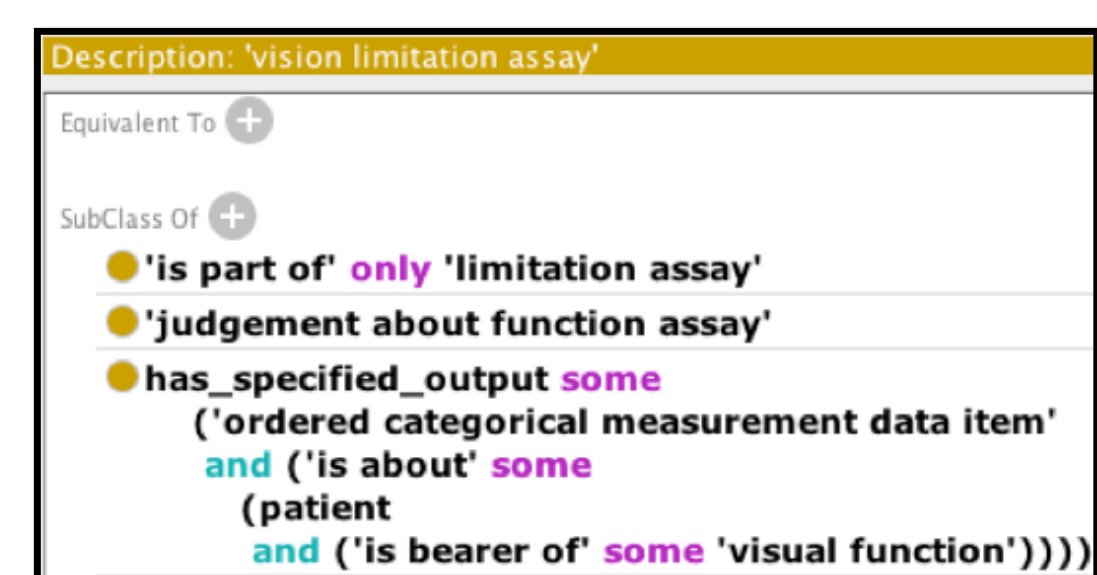 Description: 'vision limitation assay'
Equivalent To +
SubClass Of +
'is part of' only 'limitation assay'
'judgement about function assay'
has_specified_output some
('ordered categorical measurement data item'
and ('is about' some
(patient
and ('is bearer of' some 'visual function'))))